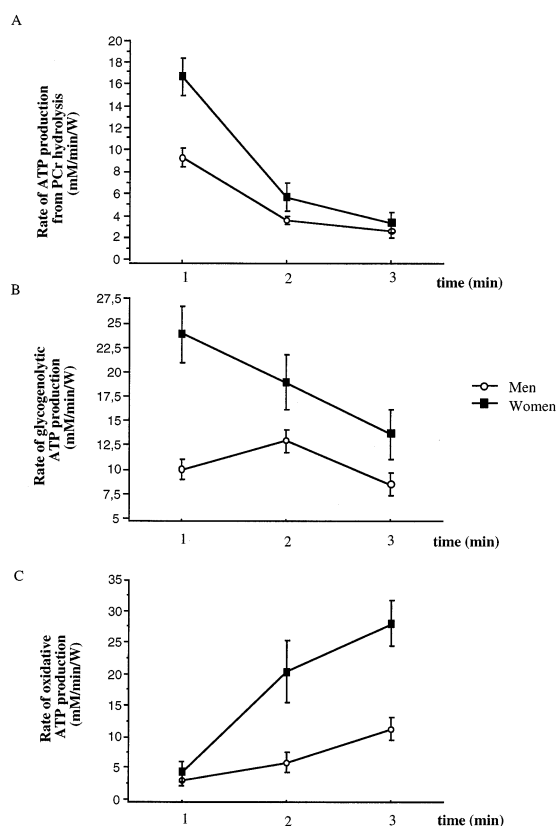 A
Rate of ATP production
from PCr hydrolysis
(mM/min/W)
20
18
16
14
12
10
8
6
4
2
0
1 2 3 time (min)
B
Rate of glycogenolytic
ATP production
(mM/min/W)
27,5
25
22,5
20
17,5
15
12,5
10
7,5
5
1 2 3 time (min)
Men
Women
C
Rate of oxidative
ATP production
(mM/min/W)
35
30
25
20
15
10
5
0
1 2 3 time (min)